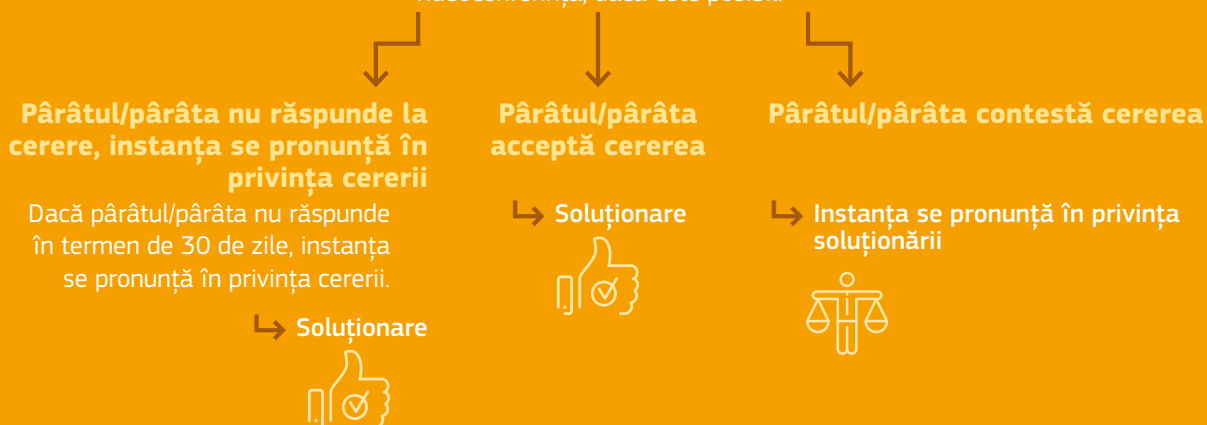 Pârâtul/pârâta nu răspunde la
cerere, instanța se pronunță în
privința cererii
Dacă pârâtul/pârâta nu răspunde
în termen de 30 de zile, instanța
se pronunță în privința cererii.
Soluționare
Pârâtul/pârâta
acceptă cererea
Soluționare
Pârâtul/pârâta contestă cererea
Instanța se pronunță în privința
soluționării